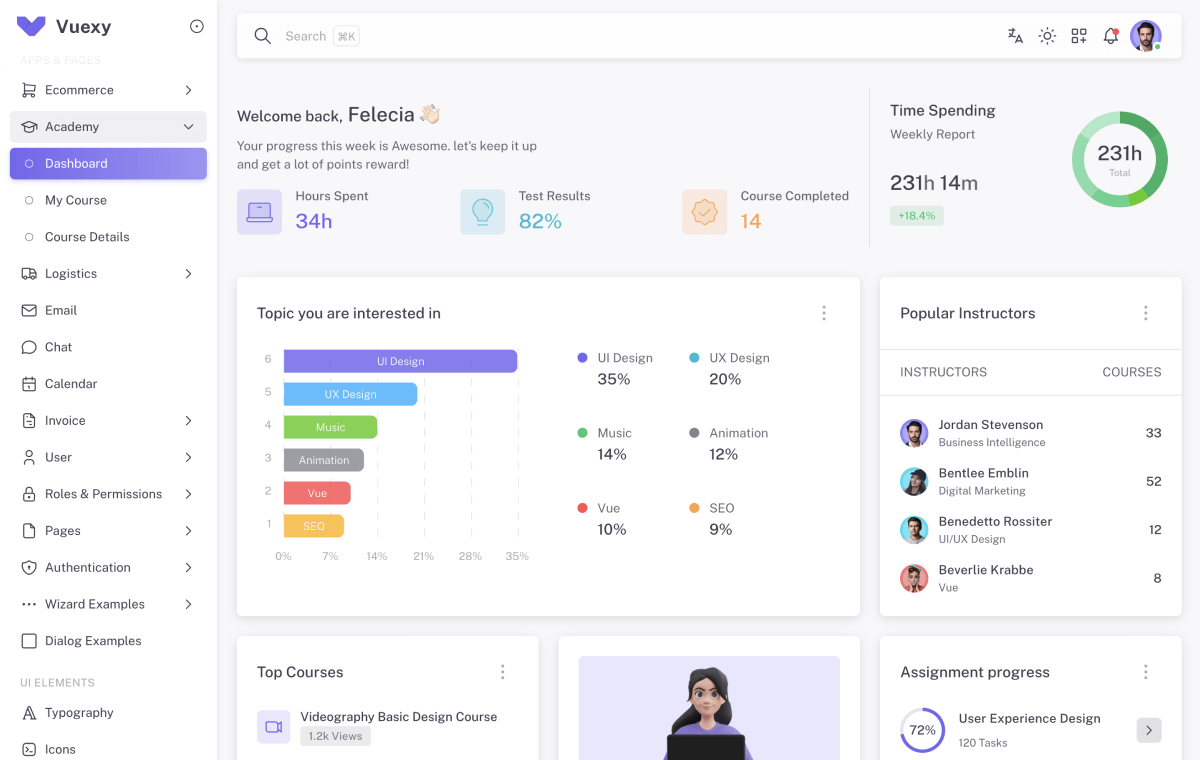 Vuexy
APPS & PAGES
Ecommerce
Academy
Dashboard
My Course
Course Details
Logistics
Email
Chat
Calendar
Invoice
User
Roles & Permissions
Pages
Authentication
Wizard Examples
Dialog Examples
UI ELEMENTS
Typography
Icons
Search ⌘K
Welcome back, Felecia 👋🏻
Your progress this week is Awesome. let's keep it up
and get a lot of points reward!
Hours Spent
34h
Test Results
82%
Course Completed
14
Time Spending
Weekly Report
231h 14m
+18.4%
231h
Total
Topic you are interested in
6 UI Design
5 UX Design
4 Music
3 Animation
2 Vue
1 SEO
0% 7% 14% 21% 28% 35%
UI Design
35%
UX Design
20%
Music
14%
Animation
12%
Vue
10%
SEO
9%
Popular Instructors
INSTRUCTORS COURSES
Jordan Stevenson
Business Intelligence
33
Bentlee Emblin
Digital Marketing
52
Benedetto Rossiter
UI/UX Design
12
Beverlie Krabbe
Vue
8
Top Courses
Videography Basic Design Course
1.2k Views
Assignment progress
72%
User Experience Design
120 Tasks